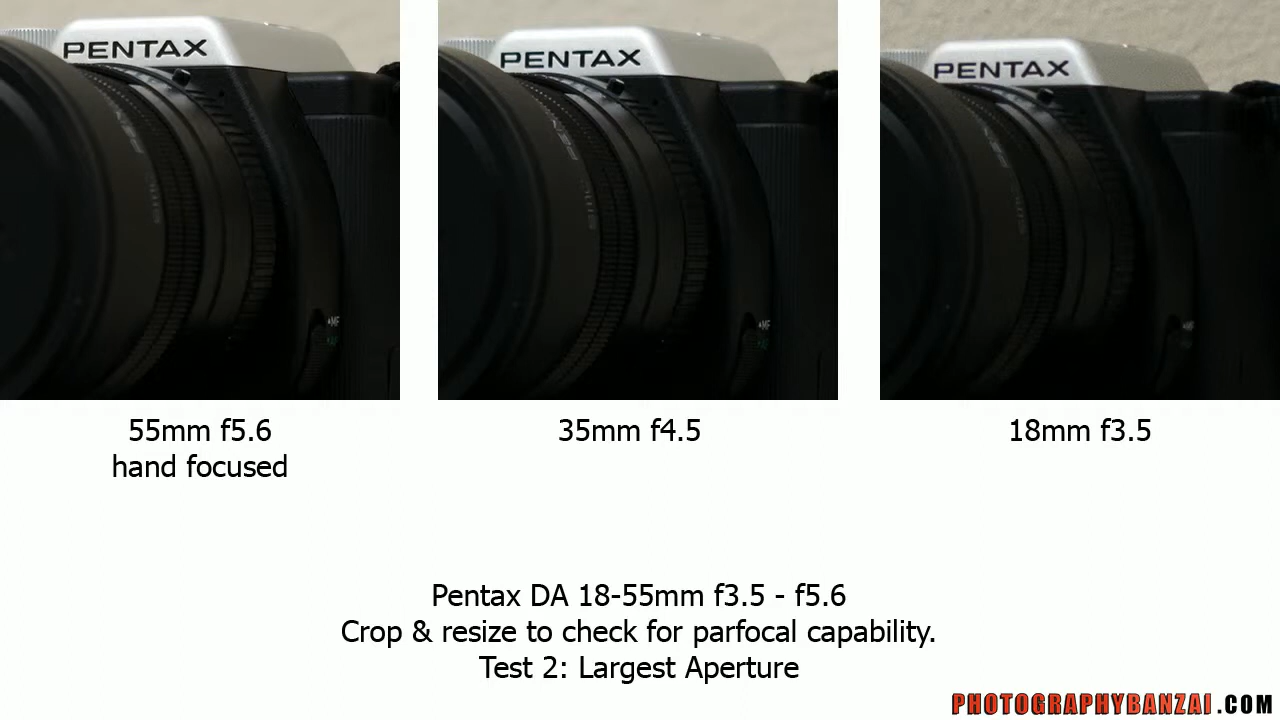 PENTAX
PENTAX
PENTAX
55mm f5.6
hand focused
35mm f4.5
18mm f3.5
Pentax DA 18-55mm f3.5 - f5.6
Crop & resize to check for parfocal capability.
Test 2: Largest Aperture
PHOTOGRAPHYBANZAI.COM